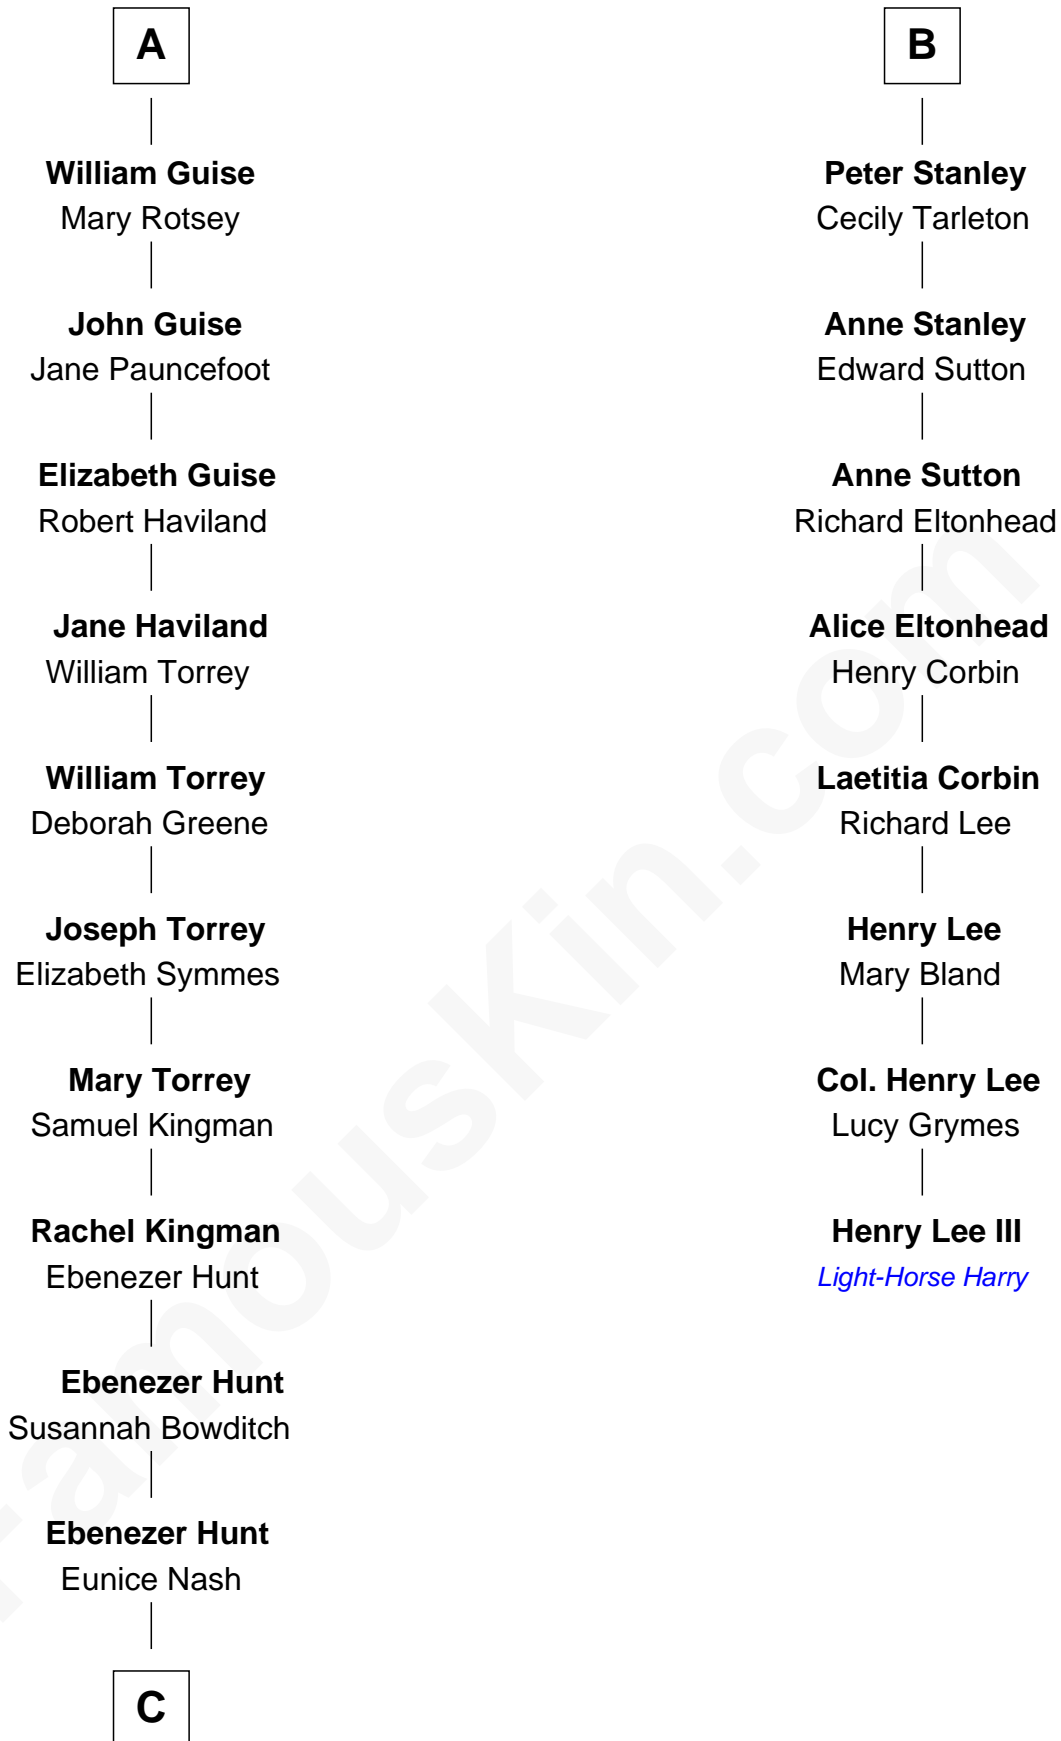 A
William Guise
Mary Rotsey
John Guise
Jane Pauncefoot
Elizabeth Guise
Robert Haviland
Jane Haviland
William Torrey
William Torrey
Deborah Greene
Joseph Torrey
Elizabeth Symmes
Mary Torrey
Samuel Kingman
Rachel Kingman
Ebenezer Hunt
Ebenezer Hunt
Susannah Bowditch
Ebenezer Hunt
Eunice Nash
C
B
Peter Stanley
Cecily Tarleton
Anne Stanley
Edward Sutton
Anne Sutton
Richard Eltonhead
Alice Eltonhead
Henry Corbin
Laetitia Corbin
Richard Lee
Henry Lee
Mary Bland
Col. Henry Lee
Lucy Grymes
Henry Lee III
Light-Horse Harry
FamousKin.com